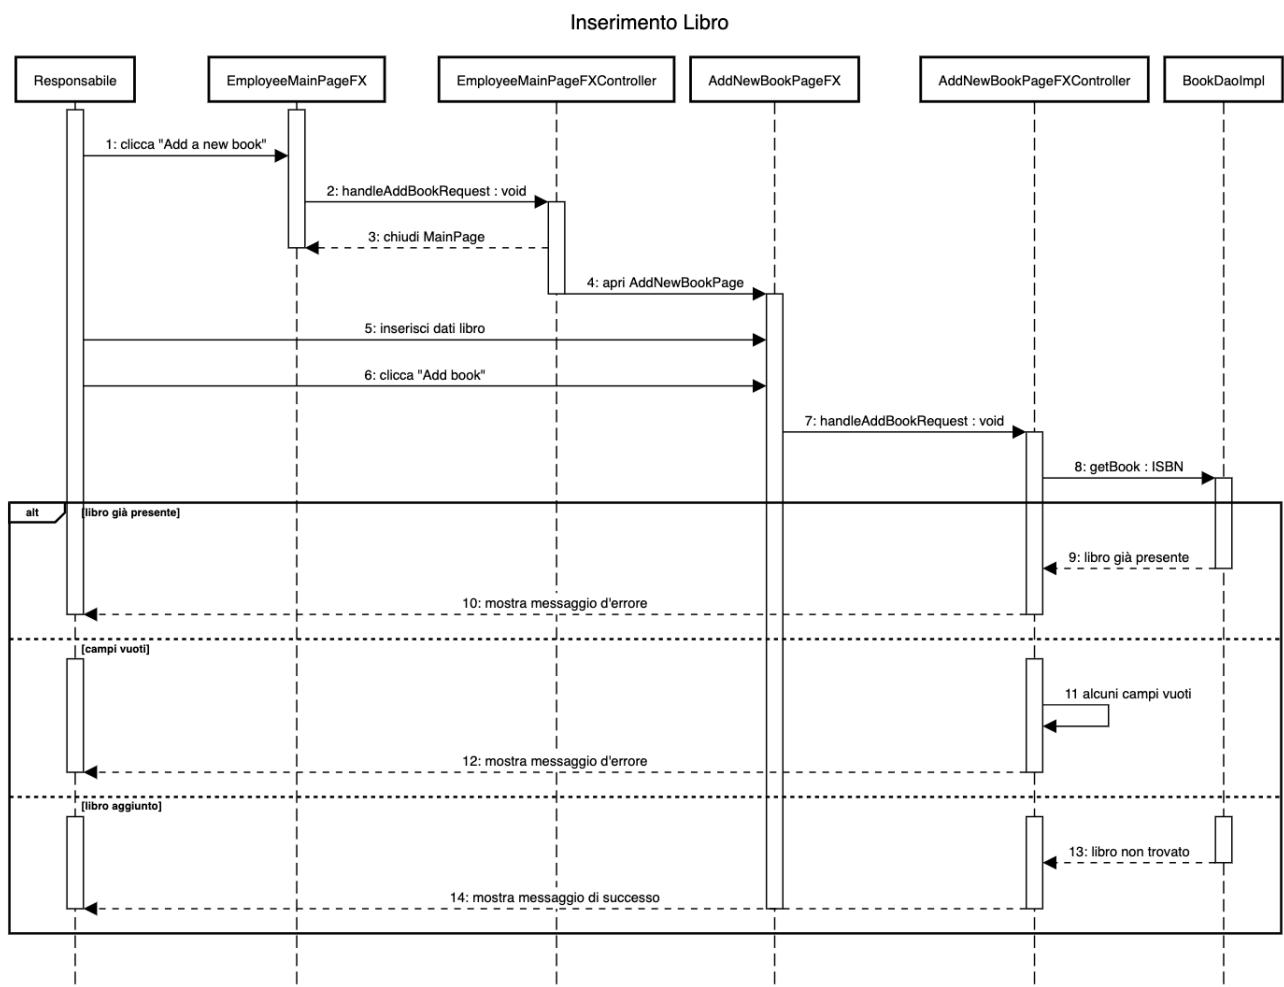 Inserimento Libro
Responsabile
EmployeeMainPageFX
EmployeeMainPageFXController
AddNewBookPageFX
AddNewBookPageFXController
BookDaoImpl
1: clicca "Add a new book"
2: handleAddBookRequest : void
3: chiudi MainPage
4: apri AddNewBookPage
5: inserisci dati libro
6: clicca "Add book"
7: handleAddBookRequest : void
8: getBook : ISBN
alt
[libro già presente]
9: libro già presente
10: mostra messaggio d'errore
[campi vuoti]
11 alcuni campi vuoti
12: mostra messaggio d'errore
[libro aggiunto]
13: libro non trovato
14: mostra messaggio di successo